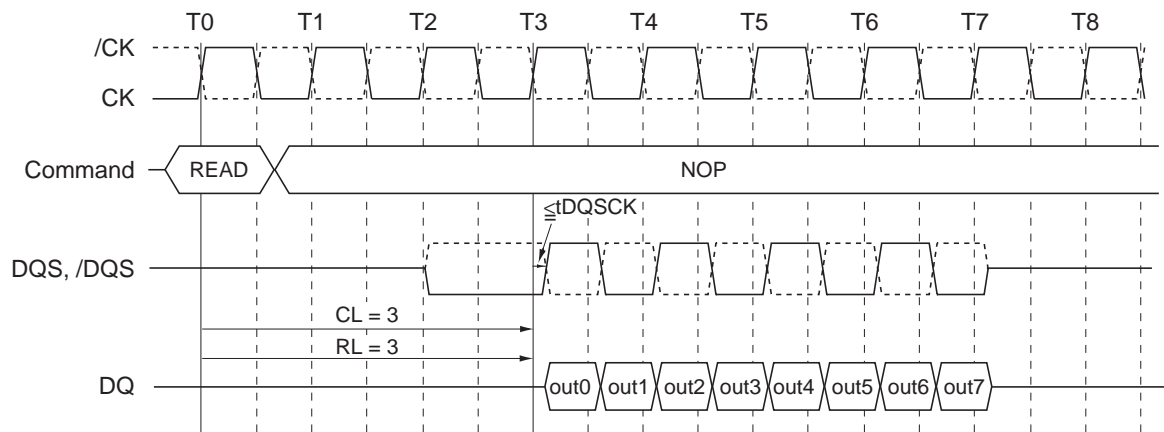 T0 T1 T2 T3 T4 T5 T6 T7 T8
/CK
CK
Command READ NOP
≦tDQSCK
DQS, /DQS
CL = 3
RL = 3
DQ out0 out1 out2 out3 out4 out5 out6 out7